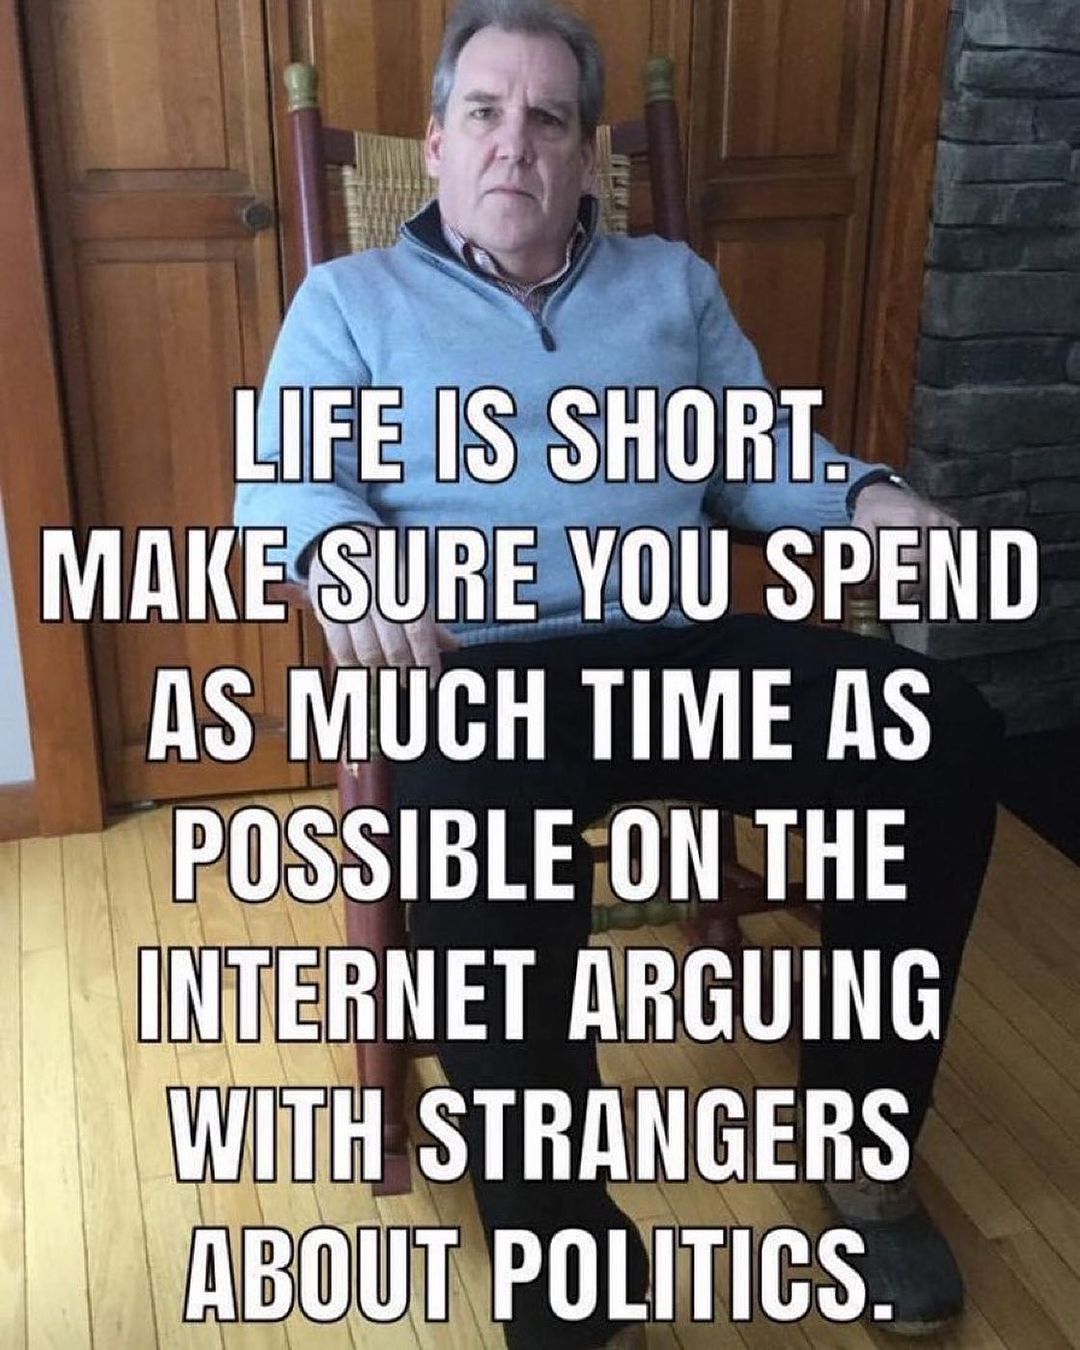 LIFE IS SHORT.
MAKE SURE YOU SPEND
AS MUCH TIME AS
POSSIBLE ON THE
INTERNET ARGUING
WITH STRANGERS
ABOUT POLITICS.